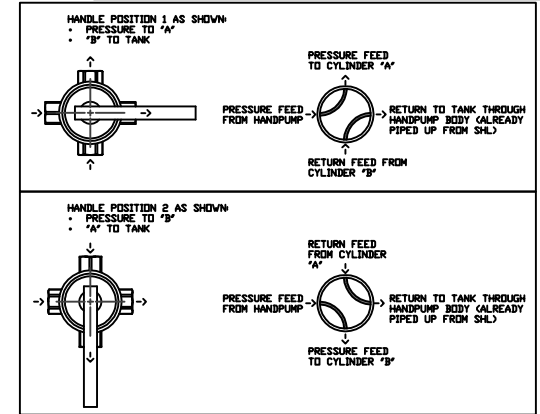 HANDLE POSITION 1 AS SHOWN:
• PRESSURE TO "A"
• "B" TO TANK
PRESSURE FEED
TO CYLINDER "A"
PRESSURE FEED
FROM HANDPUMP
RETURN TO TANK THROUGH
HANDPUMP BODY (ALREADY
PIPED UP FROM SHL)
RETURN FEED FROM
CYLINDER "B"
HANDLE POSITION 2 AS SHOWN:
• PRESSURE TO "B"
• "A" TO TANK
RETURN FEED
FROM CYLINDER
"A"
PRESSURE FEED
FROM HANDPUMP
RETURN TO TANK THROUGH
HANDPUMP BODY (ALREADY
PIPED UP FROM SHL)
PRESSURE FEED
TO CYLINDER "B"